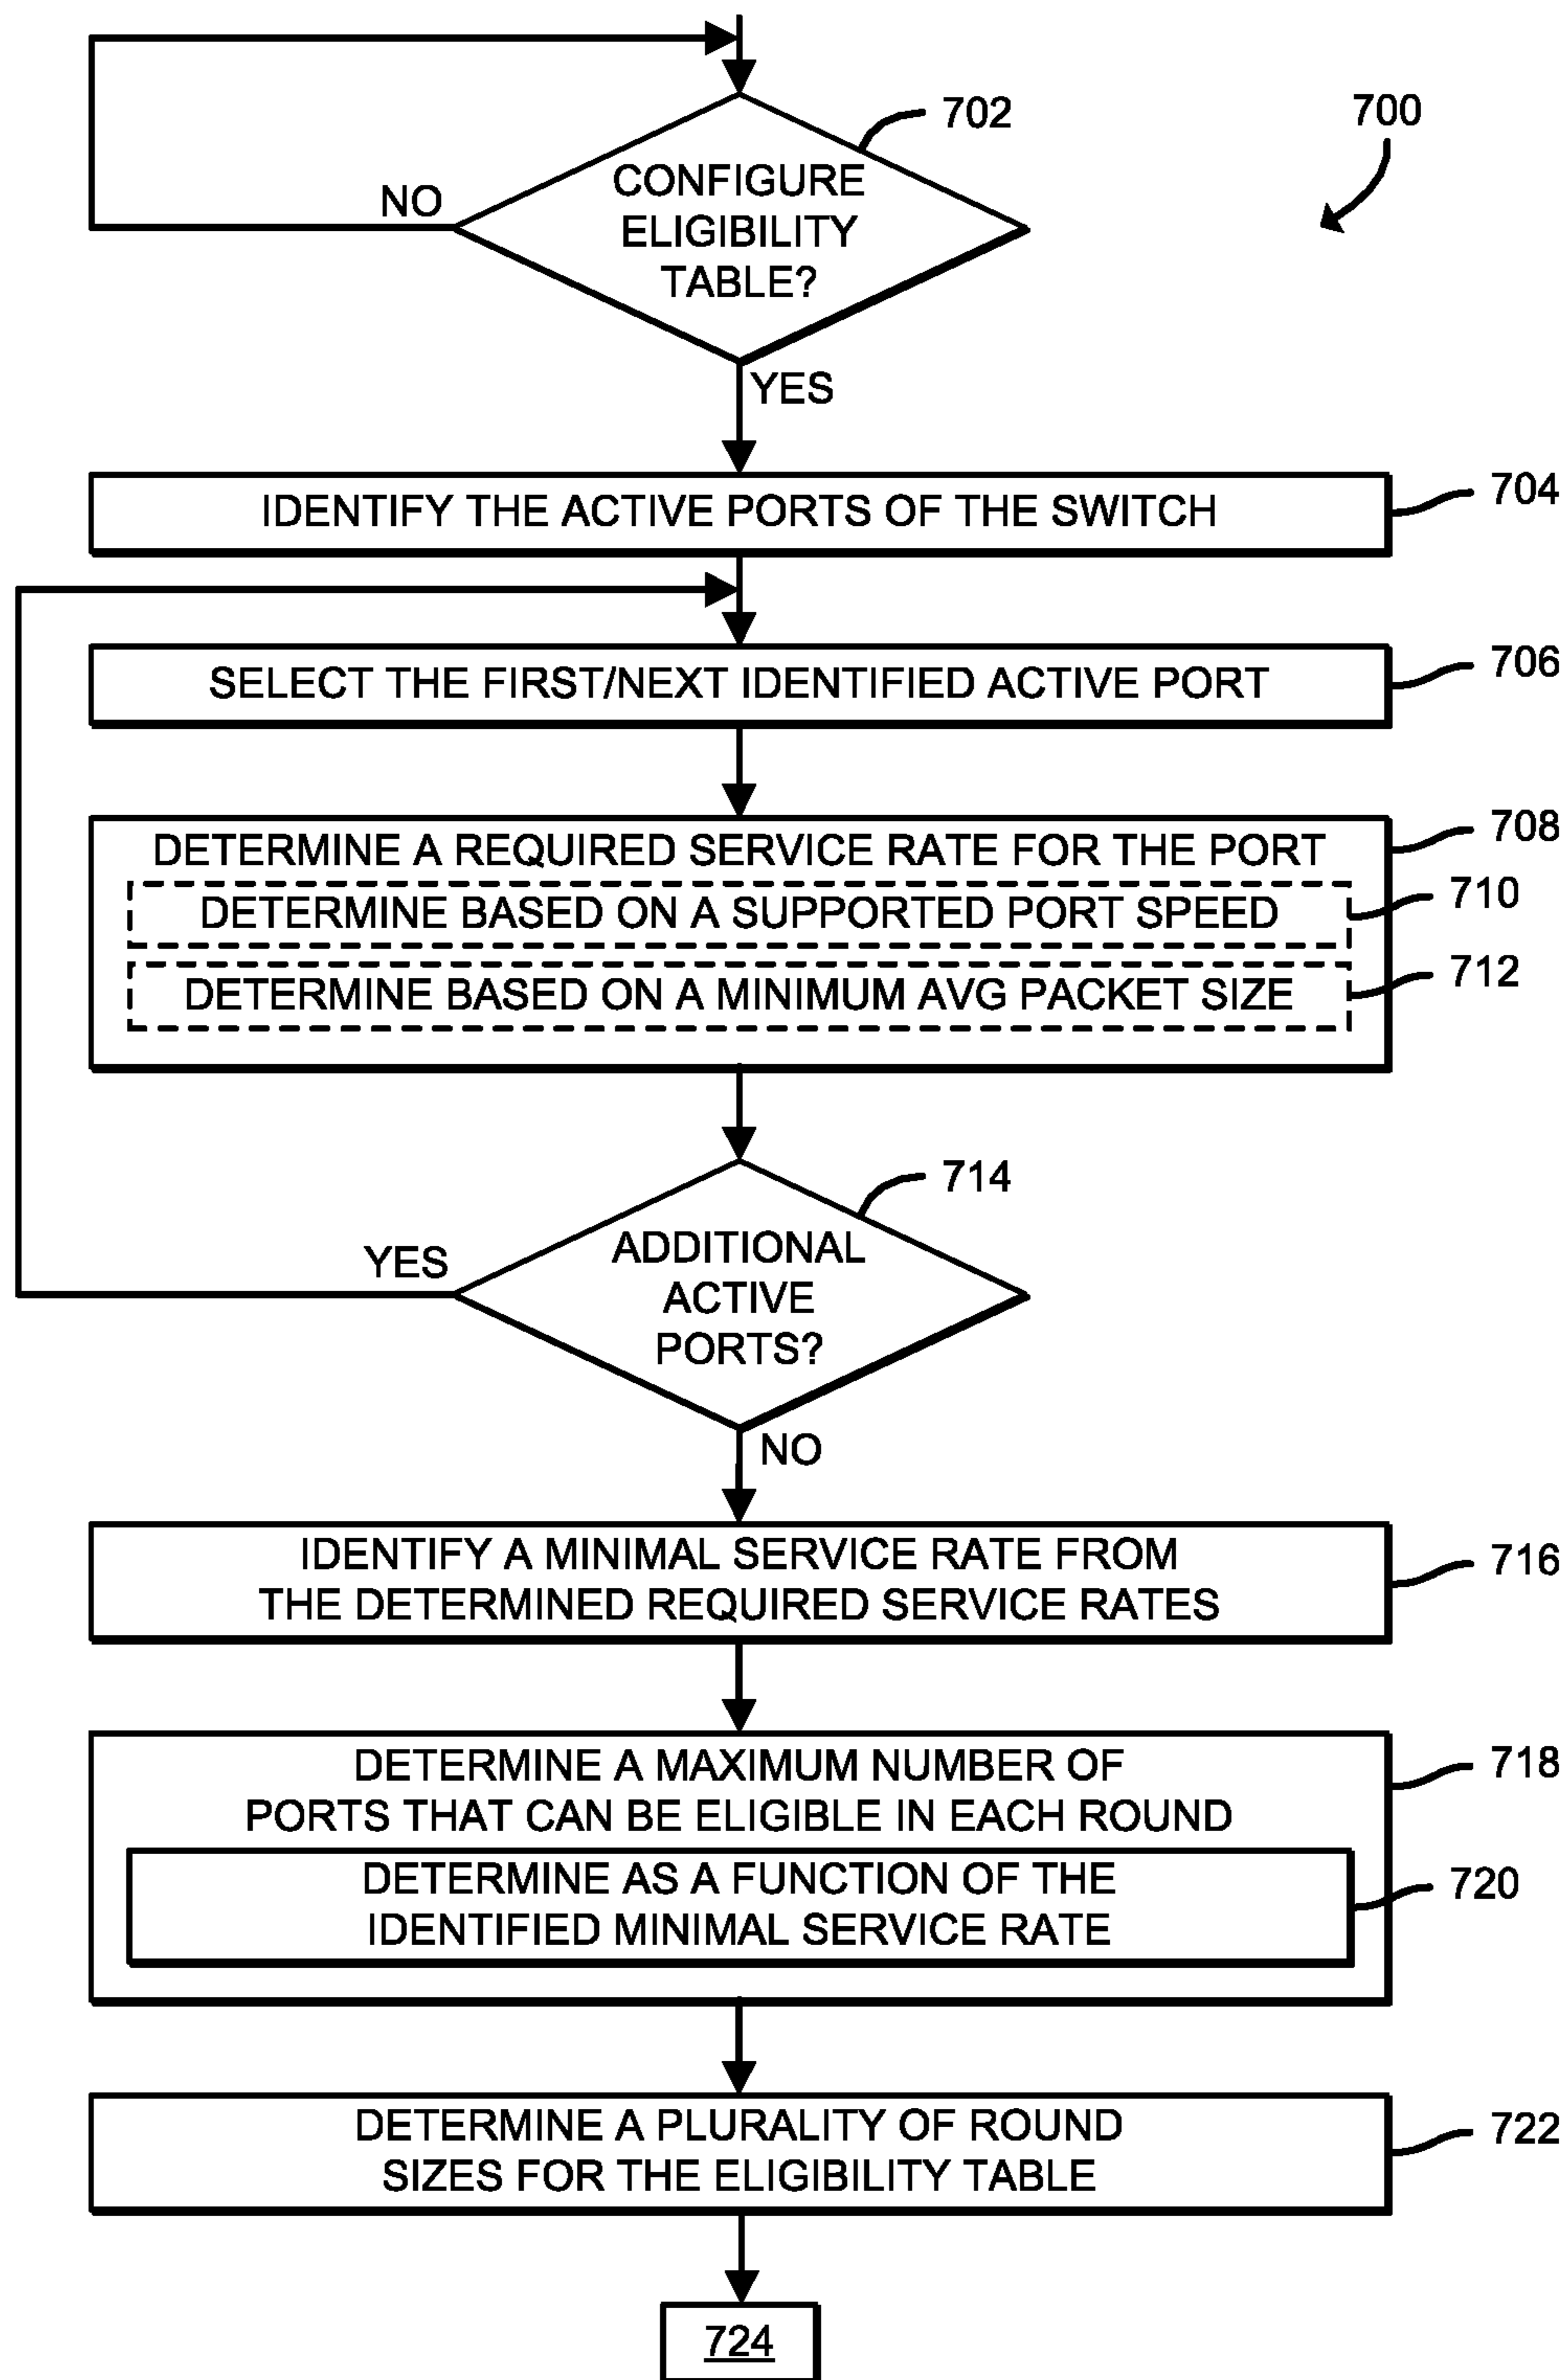 702
700
CONFIGURE
ELIGIBILITY
TABLE?
NO
YES
IDENTIFY THE ACTIVE PORTS OF THE SWITCH
704
SELECT THE FIRST/NEXT IDENTIFIED ACTIVE PORT
706
DETERMINE A REQUIRED SERVICE RATE FOR THE PORT
708
DETERMINE BASED ON A SUPPORTED PORT SPEED
710
DETERMINE BASED ON A MINIMUM AVG PACKET SIZE
712
714
ADDITIONAL
ACTIVE
PORTS?
YES
NO
IDENTIFY A MINIMAL SERVICE RATE FROM
THE DETERMINED REQUIRED SERVICE RATES
716
DETERMINE A MAXIMUM NUMBER OF
PORTS THAT CAN BE ELIGIBLE IN EACH ROUND
718
DETERMINE AS A FUNCTION OF THE
IDENTIFIED MINIMAL SERVICE RATE
720
DETERMINE A PLURALITY OF ROUND
SIZES FOR THE ELIGIBILITY TABLE
722
724